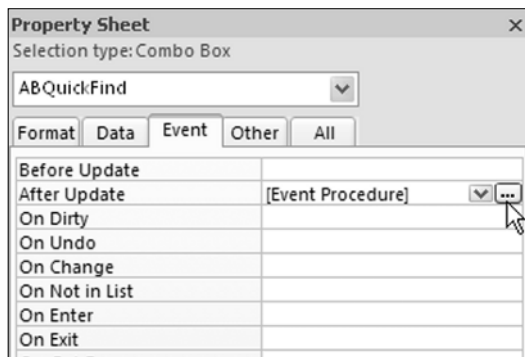 Property Sheet
Selection type: Combo Box
ABQuickFind
Format Data Event Other All
Before Update
After Update [Event Procedure]
On Dirty
On Undo
On Change
On Not in List
On Enter
On Exit